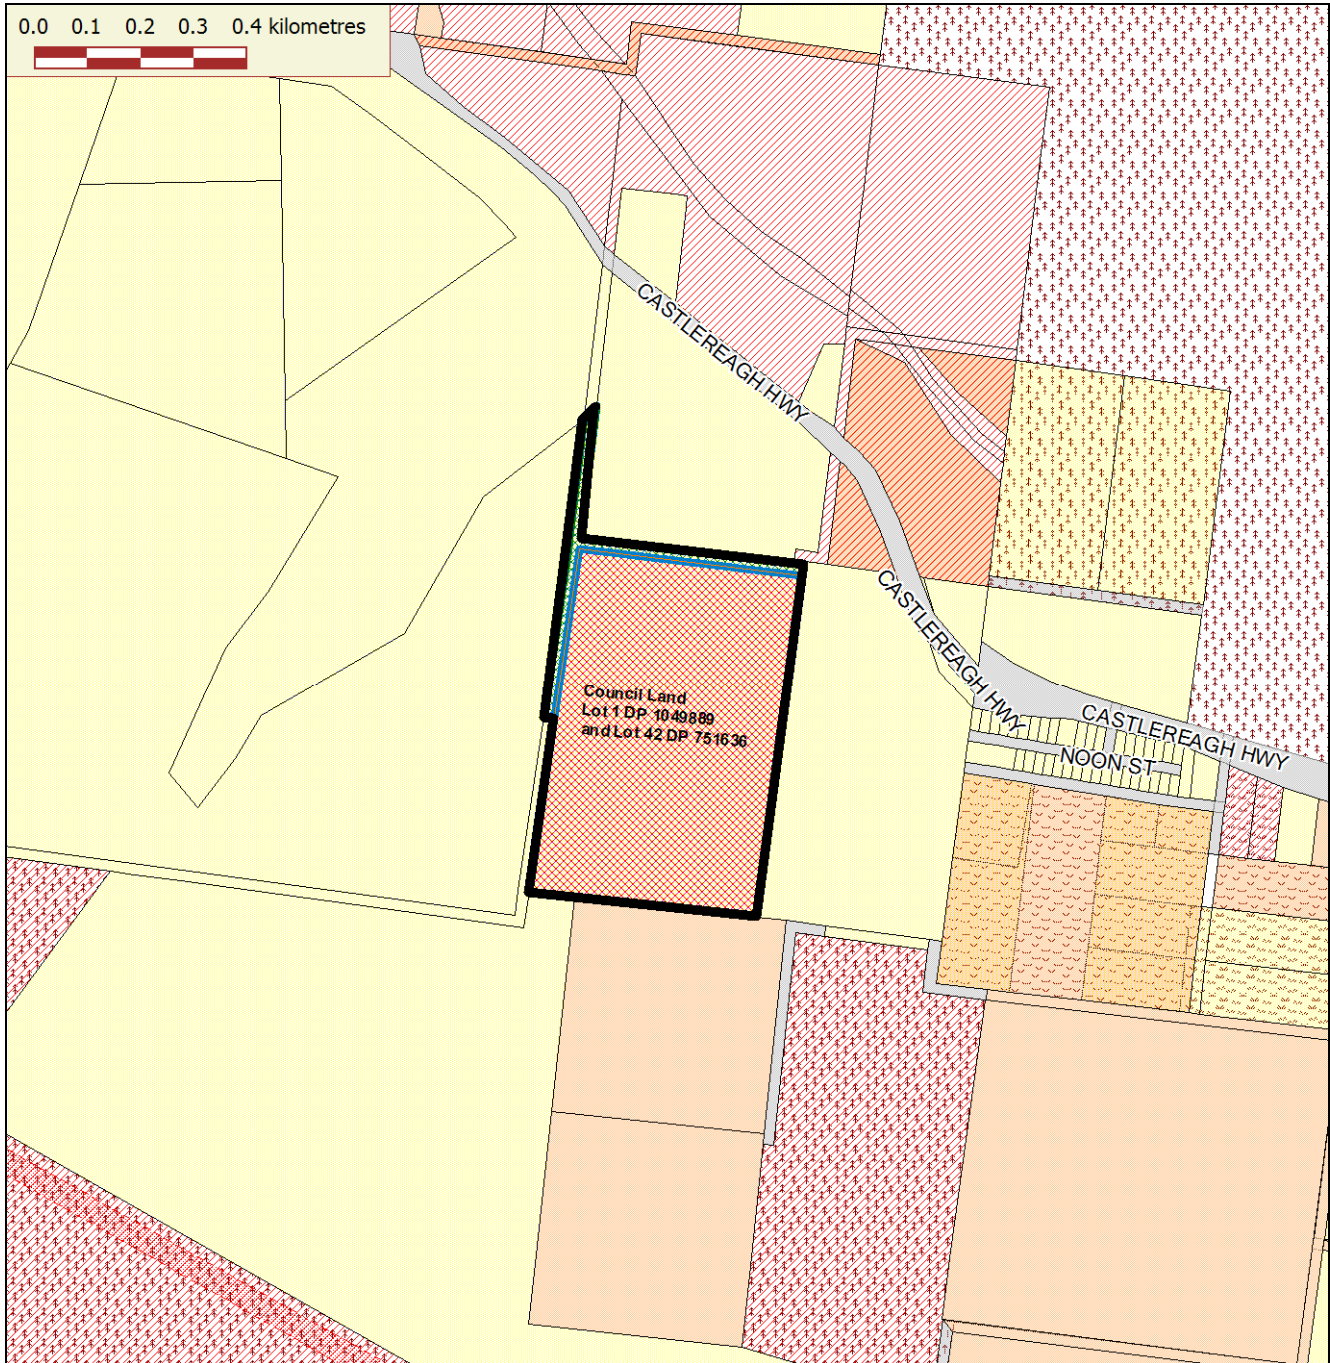 0.0 0.1 0.2 0.3 0.4 kilometres
CASTLEREAGH HWY
CASTLEREAGH HWY
Council Land
Lot 1 DP 1049889
and Lot 42 DP 751636
CASTLEREAGH HWY
NOON ST